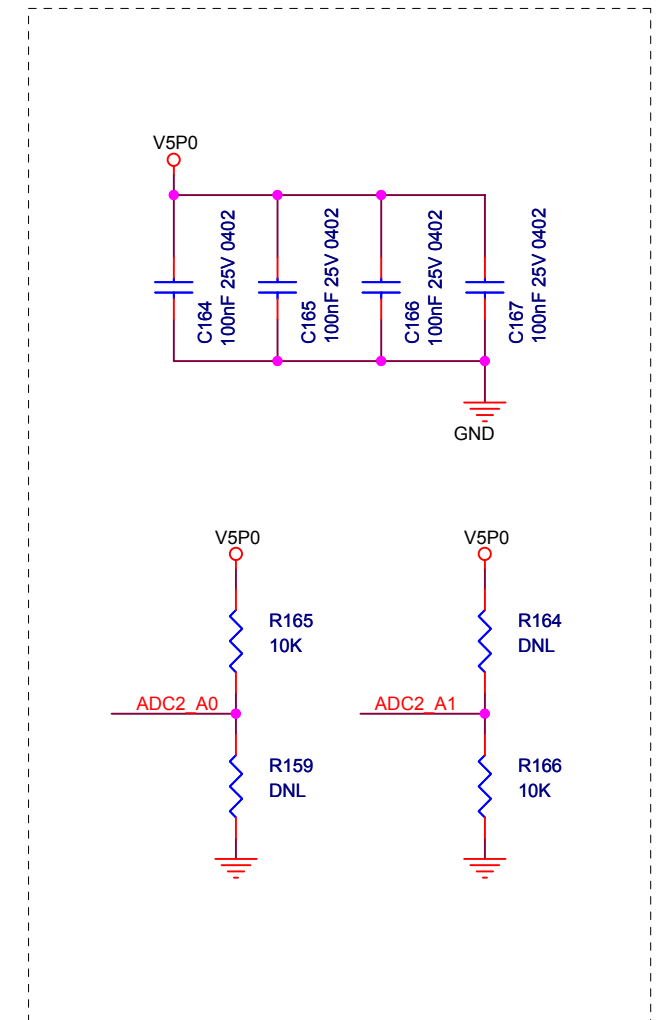 V5P0
C164
100nF 25V 0402
C165
100nF 25V 0402
C166
100nF 25V 0402
C167
100nF 25V 0402
GND
V5P0
V5P0
R165
10K
R164
DNL
ADC2_A0
ADC2_A1
R159
DNL
R166
10K